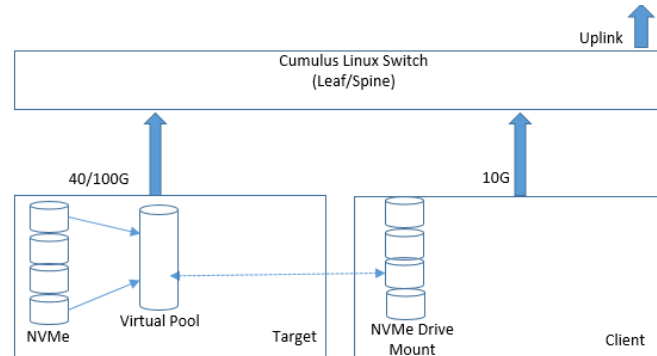 Uplink
Cumulus Linux Switch
(Leaf/Spine)
40/100G
10G
NVMe
Virtual Pool
Target
NVMe Drive
Mount
Client